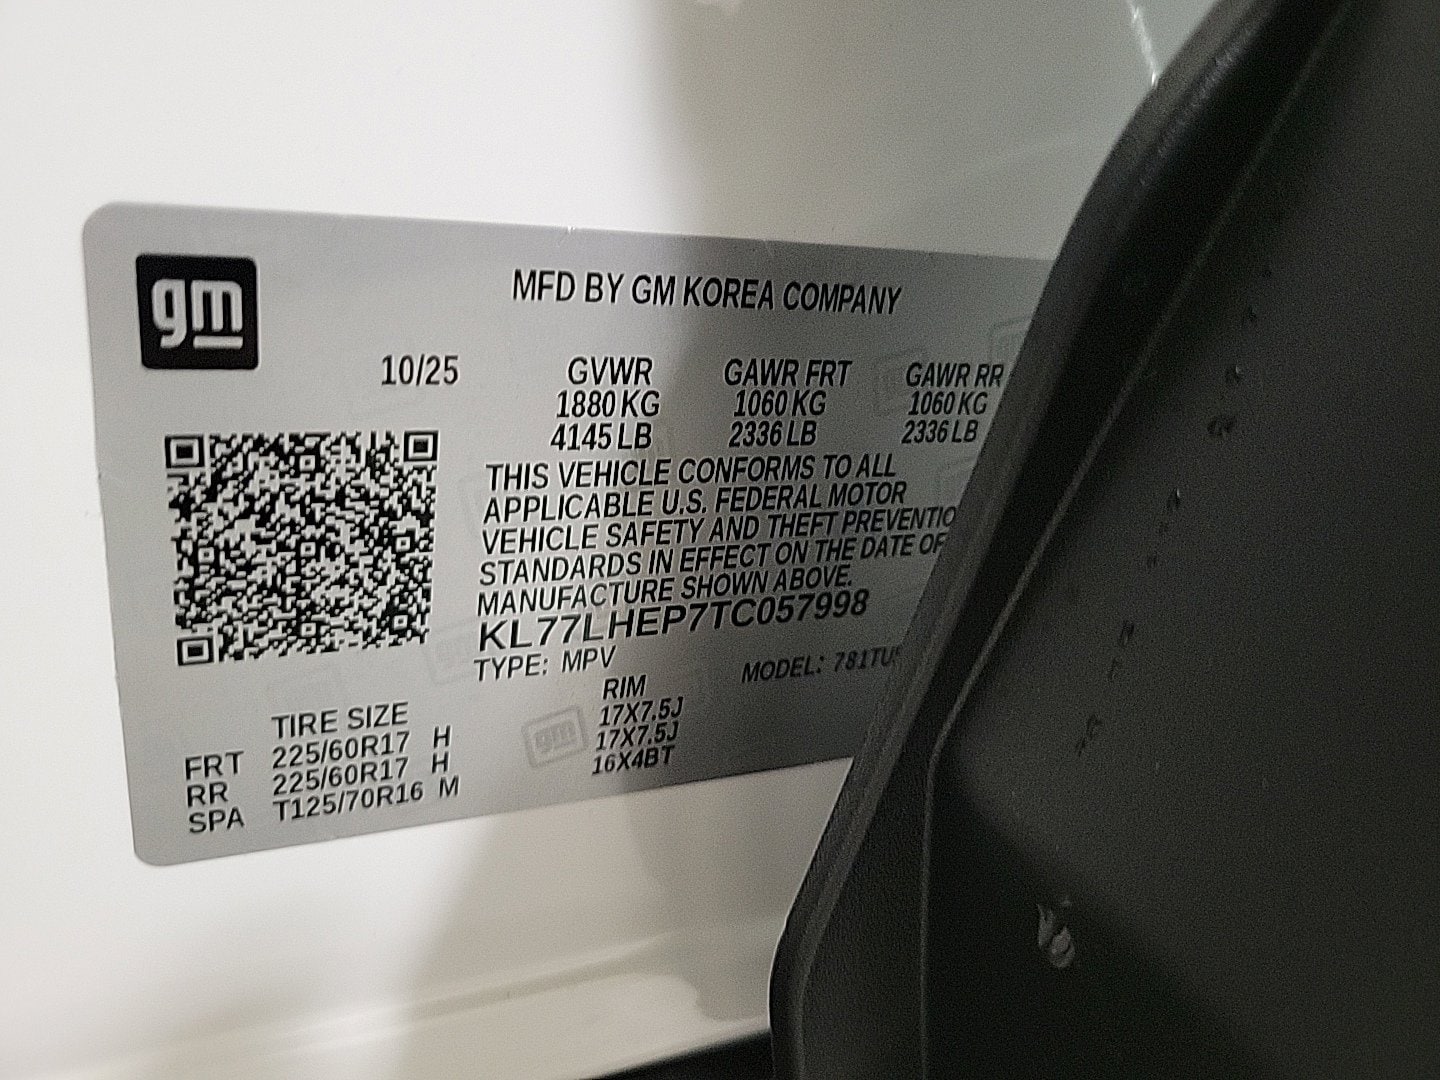 gm
MFD BY GM KOREA COMPANY
10/25 GVWR GAWR FRT GAWR RR
1880 KG 1060 KG 1060 KG
4145 LB 2336 LB 2336 LB
THIS VEHICLE CONFORMS TO ALL
APPLICABLE U.S. FEDERAL MOTOR
VEHICLE SAFETY AND THEFT PREVENTIO
STANDARDS IN EFFECT ON THE DATE OF
MANUFACTURE SHOWN ABOVE.
KL77LHEP7TC057998
TYPE: MPV MODEL: 781TU
TIRE SIZE RIM
FRT 225/60R17 H 17X7.5J
RR 225/60R17 H 17X7.5J
SPA T125/70R16 M 16X4BT
gm